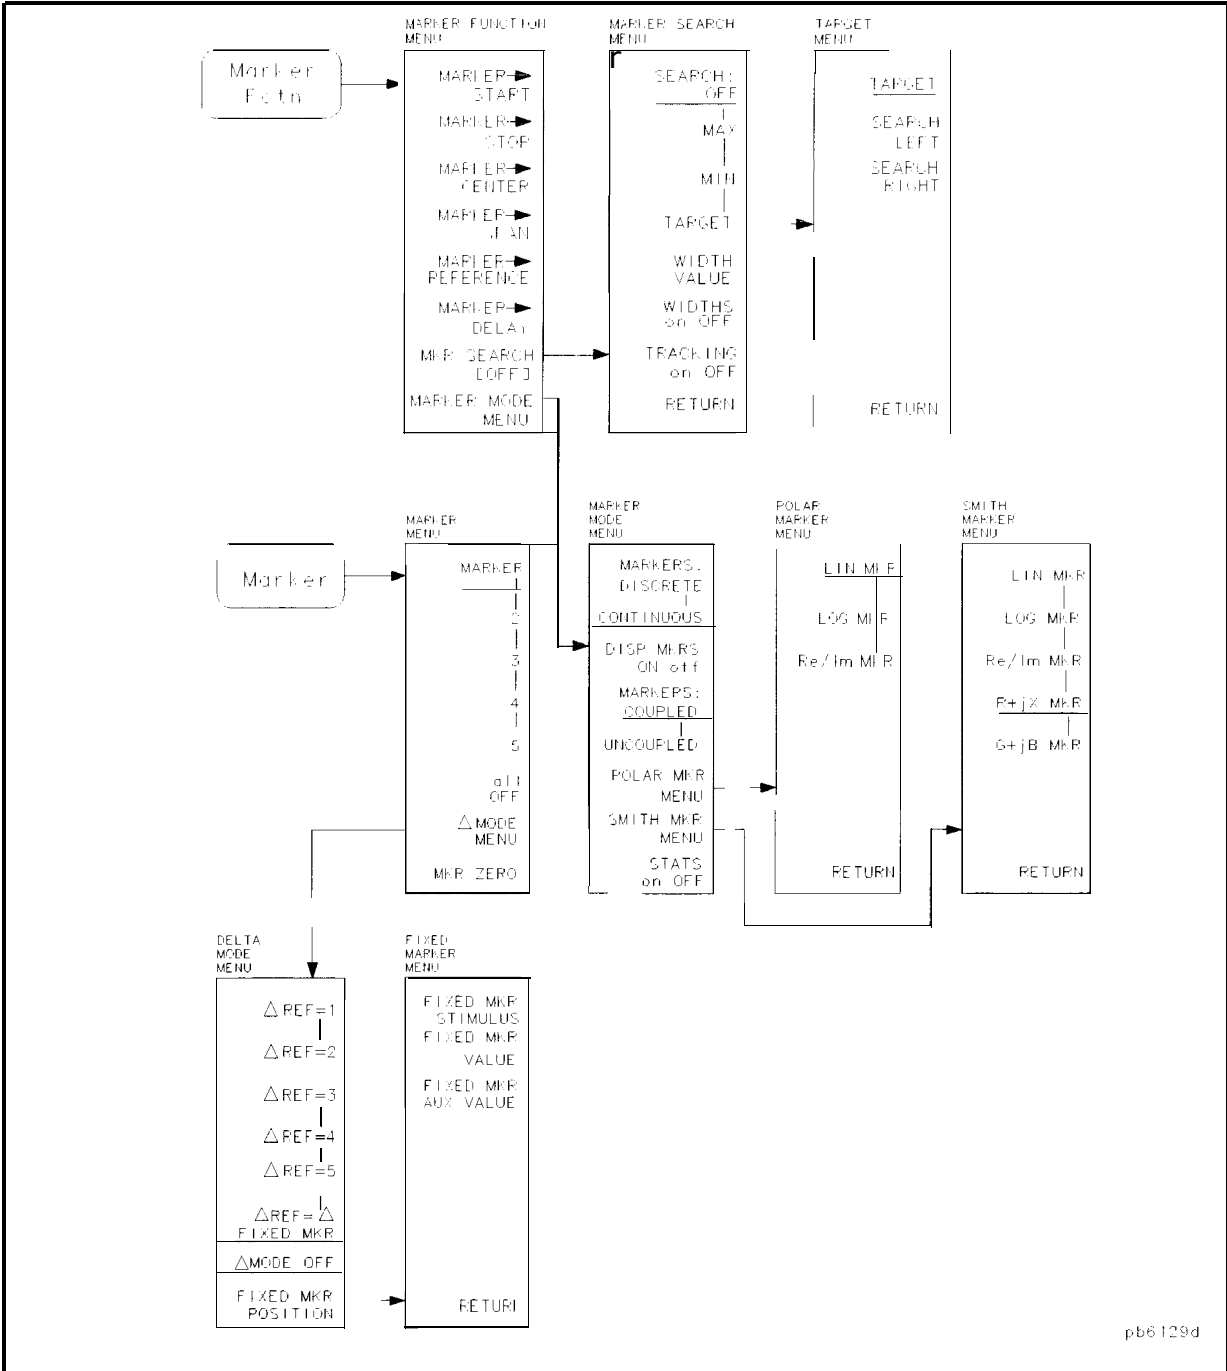 MARKER FUNCTION
MENU
Marker
Fctn
MARKER→
START
MARKER→
STOP
MARKER→
CENTER
MARKER→
SPAN
MARKER→
REFERENCE
MARKER→
DELAY
MKR SEARCH
[OFF]
MARKER MODE
MENU
MARKER SEARCH
MENU
SEARCH:
OFF
MAX
MIN
TARGET
WIDTH
VALUE
WIDTHS
on OFF
TRACKING
on OFF
RETURN
TARGET
MENU
TARGET
SEARCH
LEFT
SEARCH
RIGHT
RETURN
Marker
MARKER
MENU
MARKER
1
2
3
4
5
all
OFF
△MODE
MENU
MKR ZERO
MARKER
MODE
MENU
MARKERS:
DISCRETE
CONTINUOUS
DISP MKRS
ON off
MARKERS:
COUPLED
UNCOUPLED
POLAR MKR
MENU
SMITH MKR
MENU
STATS
on OFF
POLAR
MARKER
MENU
LIN MKR
LOG MKR
Re/Im MKR
RETURN
SMITH
MARKER
MENU
LIN MKR
LOG MKR
Re/Im MKR
R+jX MKR
G+jB MKR
RETURN
DELTA
MODE
MENU
△REF=1
△REF=2
△REF=3
△REF=4
△REF=5
△REF=△
FIXED MKR
△MODE OFF
FIXED MKR
POSITION
FIXED
MARKER
MENU
FIXED MKR
STIMULUS
FIXED MKR
VALUE
FIXED MKR
AUX VALUE
RETURN
pb6129d